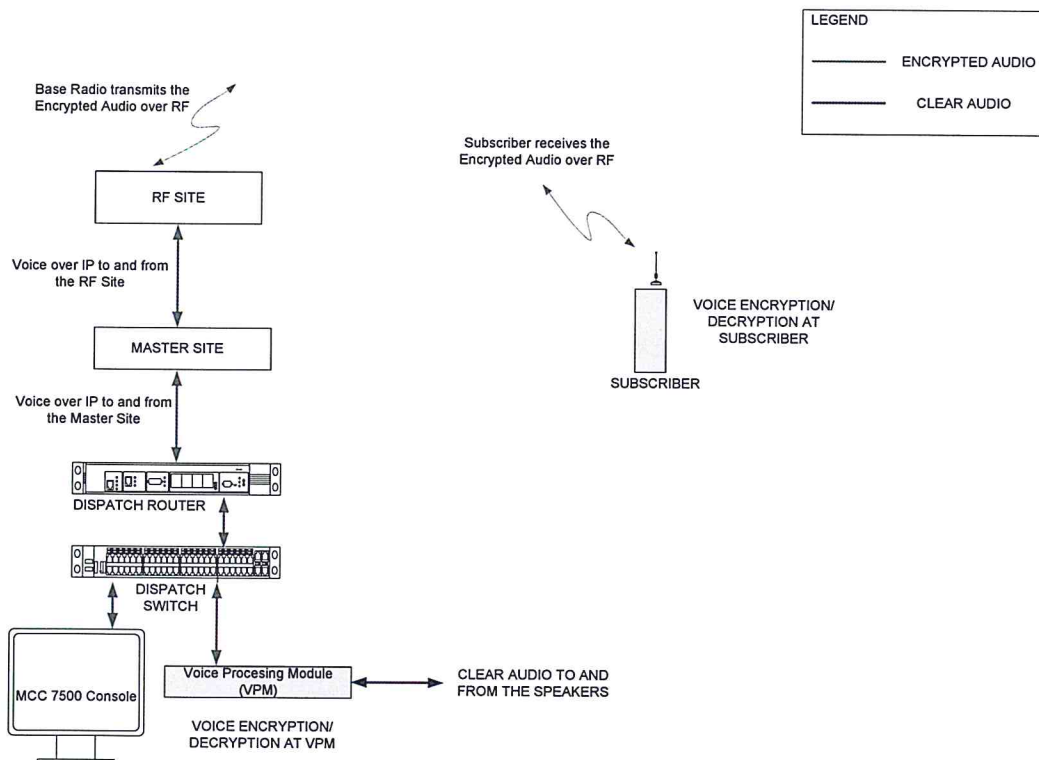 LEGEND
ENCRYPTED AUDIO
CLEAR AUDIO
Base Radio transmits the
Encrypted Audio over RF
Subscriber receives the
Encrypted Audio over RF
RF SITE
Voice over IP to and from
the RF Site
VOICE ENCRYPTION/
DECRYPTION AT
SUBSCRIBER
MASTER SITE
SUBSCRIBER
Voice over IP to and from
the Master Site
DISPATCH ROUTER
DISPATCH
SWITCH
MCC 7500 Console
Voice Procesing Module
(VPM)
CLEAR AUDIO TO AND
FROM THE SPEAKERS
VOICE ENCRYPTION/
DECRYPTION AT VPM